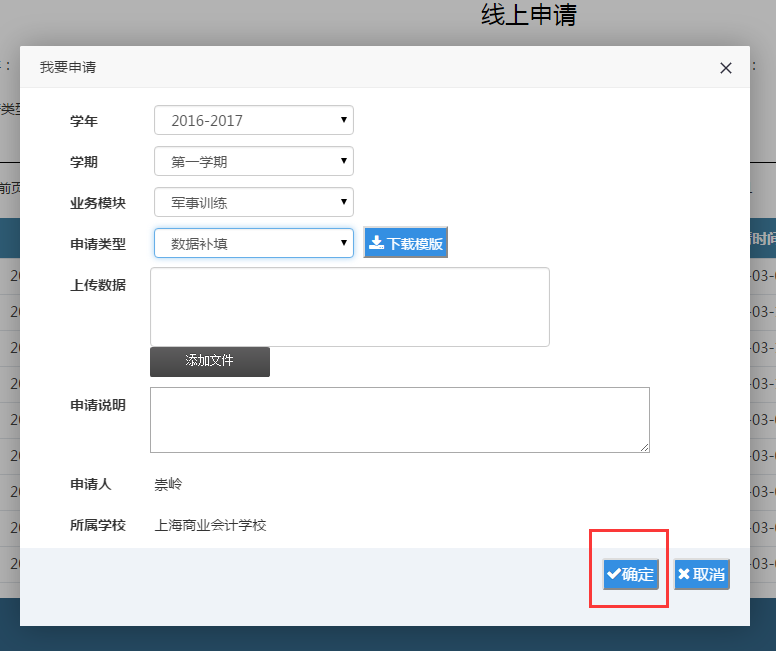 线上申请
我要申请
学年 2016-2017
学期 第一学期
业务模块 军事训练
申请类型 数据补填 下载模版
上传数据
添加文件
申请说明
申请人 崇岭
所属学校 上海商业会计学校
确定 取消